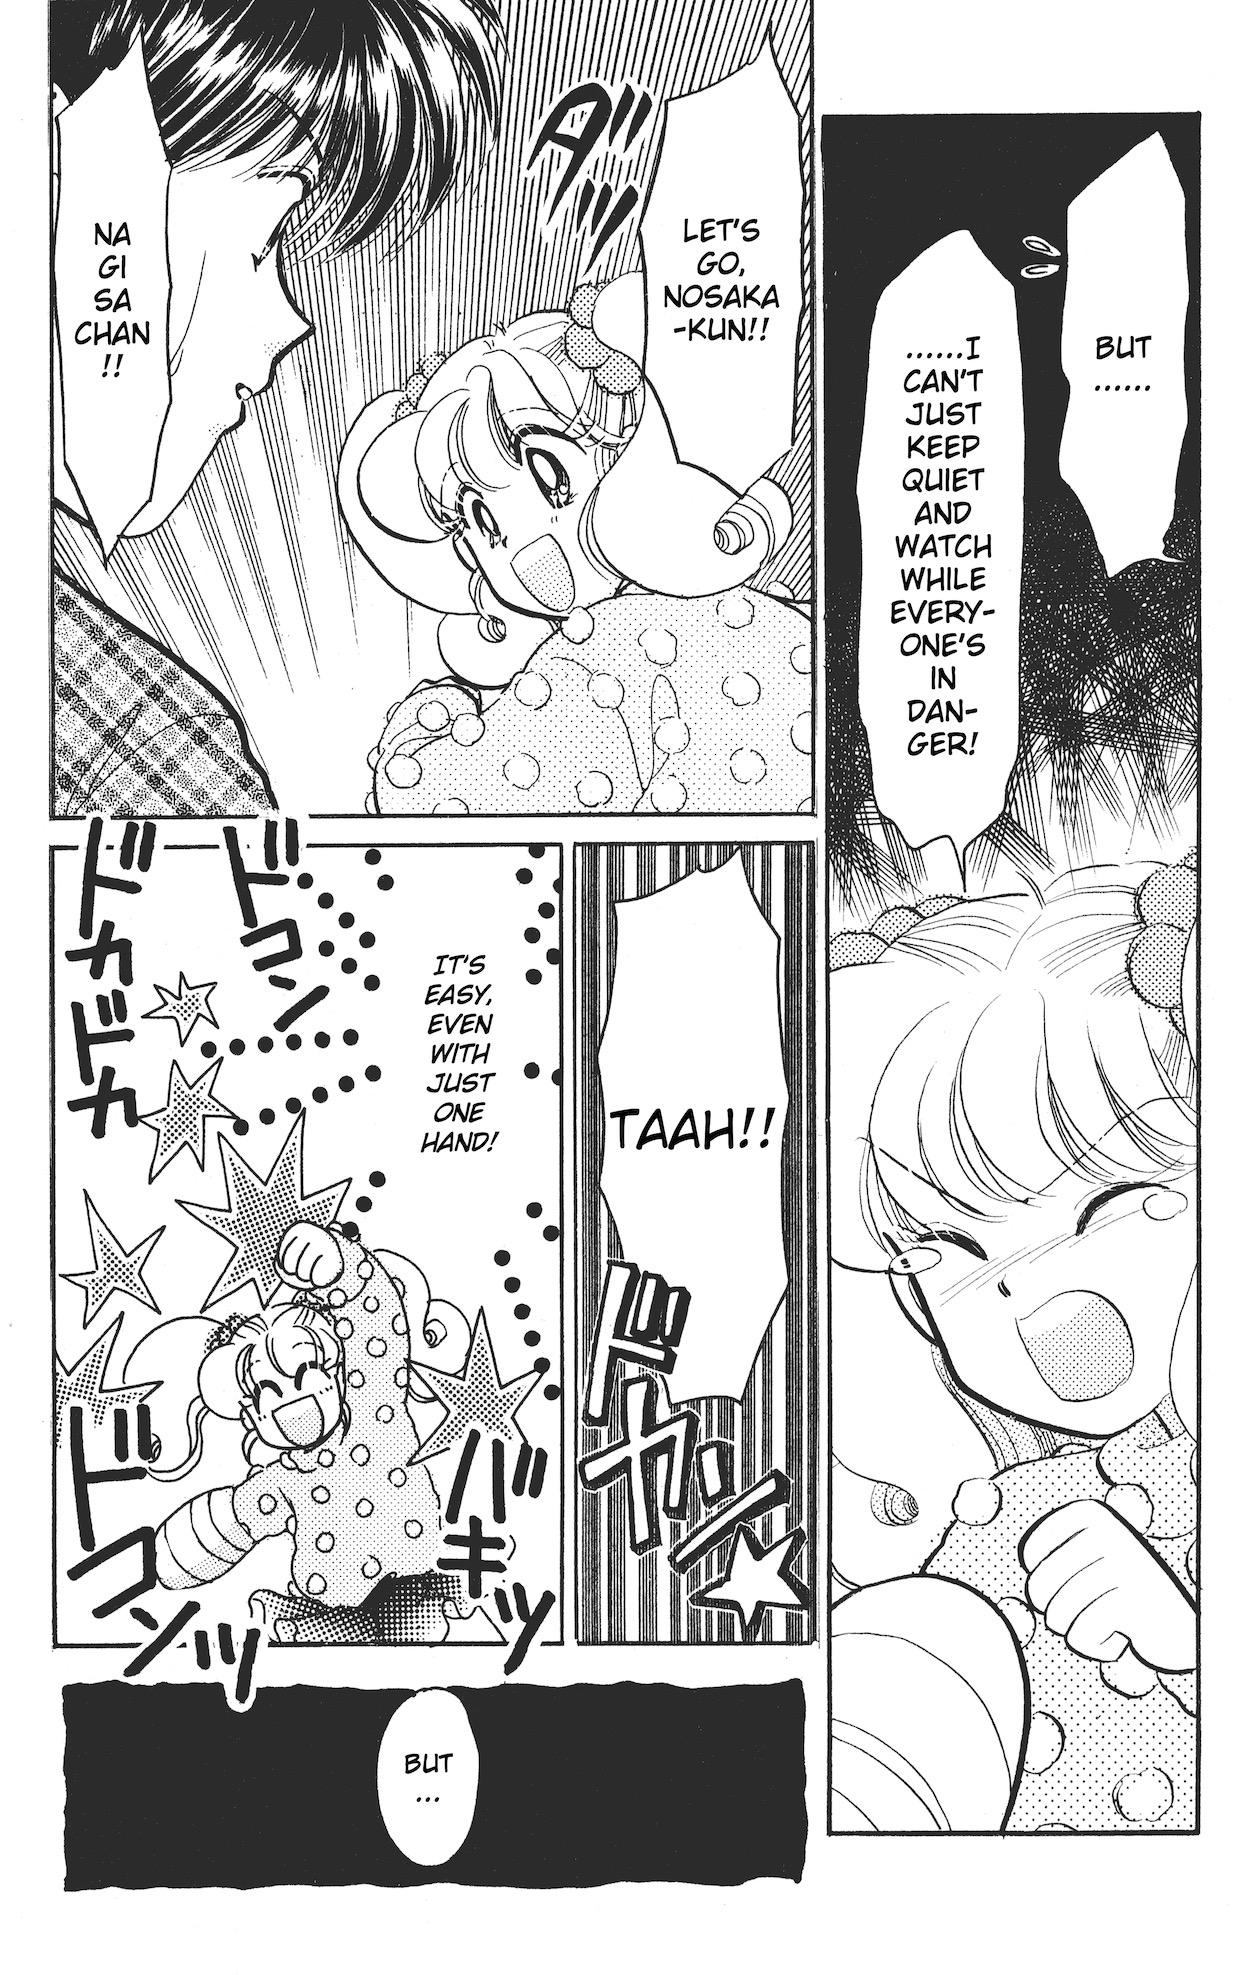 BUT
......
......I
CAN'T
JUST
KEEP
QUIET
AND
WATCH
WHILE
EVERY-
ONE'S
IN
DAN-
GER!
LET'S
GO,
NOSAKA
-KUN!!
ダッ
NA
GI
SA
CHAN
!!
TAAH!!
ドカン☆
IT'S
EASY,
EVEN
WITH
JUST
ONE
HAND!
ドコン
ドカドカ
バキッ
ドコンッ
BUT
...